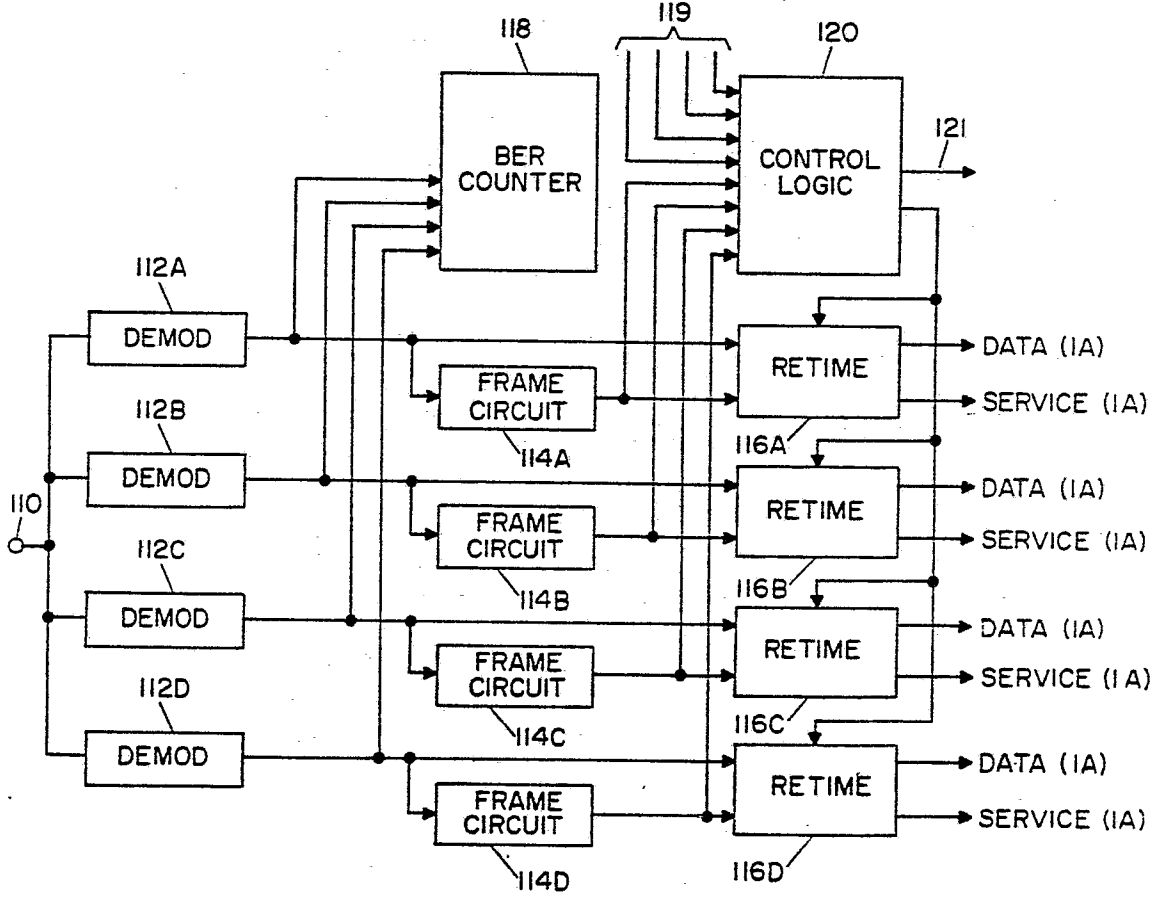 119
118
120
121
BER
COUNTER
CONTROL
LOGIC
112A
DEMOD
DATA (1A)
RETIME
FRAME
CIRCUIT
SERVICE (1A)
112B
116A
114A
DEMOD
DATA (1A)
110
RETIME
FRAME
CIRCUIT
SERVICE (1A)
112C
116B
114B
DEMOD
DATA (1A)
RETIME
FRAME
CIRCUIT
SERVICE (1A)
112D
116C
114C
DEMOD
DATA (1A)
RETIME
FRAME
CIRCUIT
SERVICE (1A)
116D
114D